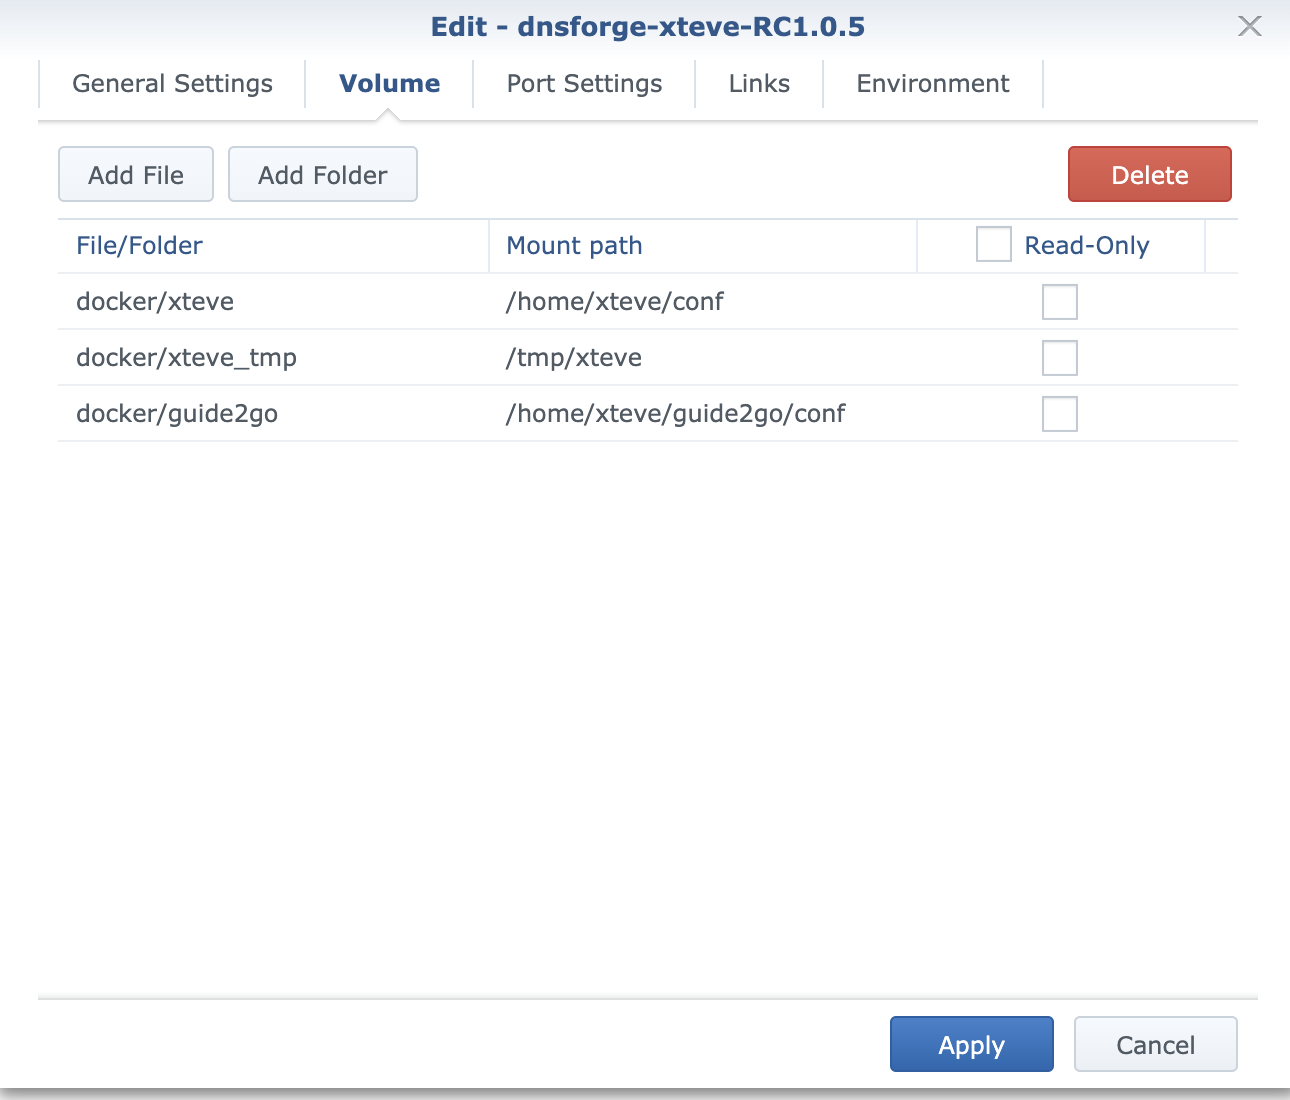 Edit - dnsforge-xteve-RC1.0.5
General Settings Volume Port Settings Links Environment
Add File Add Folder Delete
File/Folder Mount path Read-Only
docker/xteve /home/xteve/conf
docker/xteve_tmp /tmp/xteve
docker/guide2go /home/xteve/guide2go/conf
Apply Cancel